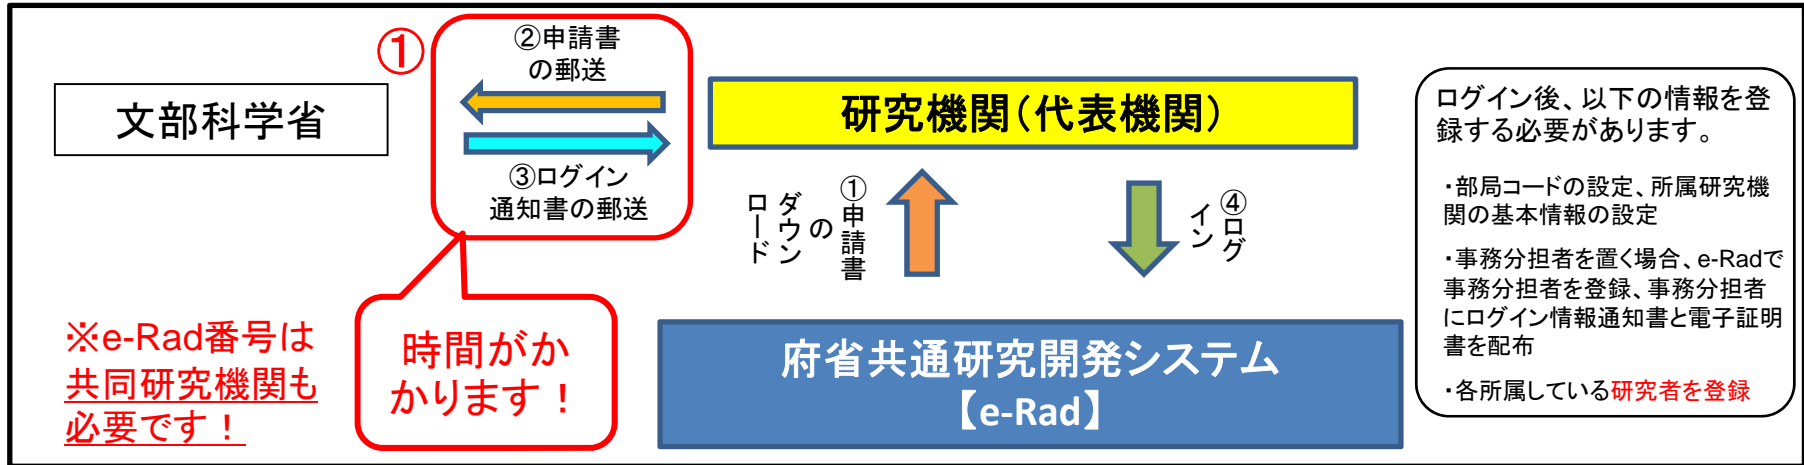 ①
②申請書
の郵送
文部科学省
③ログイン
通知書の郵送
研究機関（代表機関）
①申請書
の
ダウン
ロード
④ログ
イン
時間がか
かります！
※e-Rad番号は
共同研究機関も
必要です！
府省共通研究開発システム
【e-Rad】
ログイン後、以下の情報を登
録する必要があります。
・部局コードの設定、所属研究機
関の基本情報の設定
・事務分担者を置く場合、e-Radで
事務分担者を登録、事務分担者
にログイン情報通知書と電子証明
書を配布
・各所属している研究者を登録